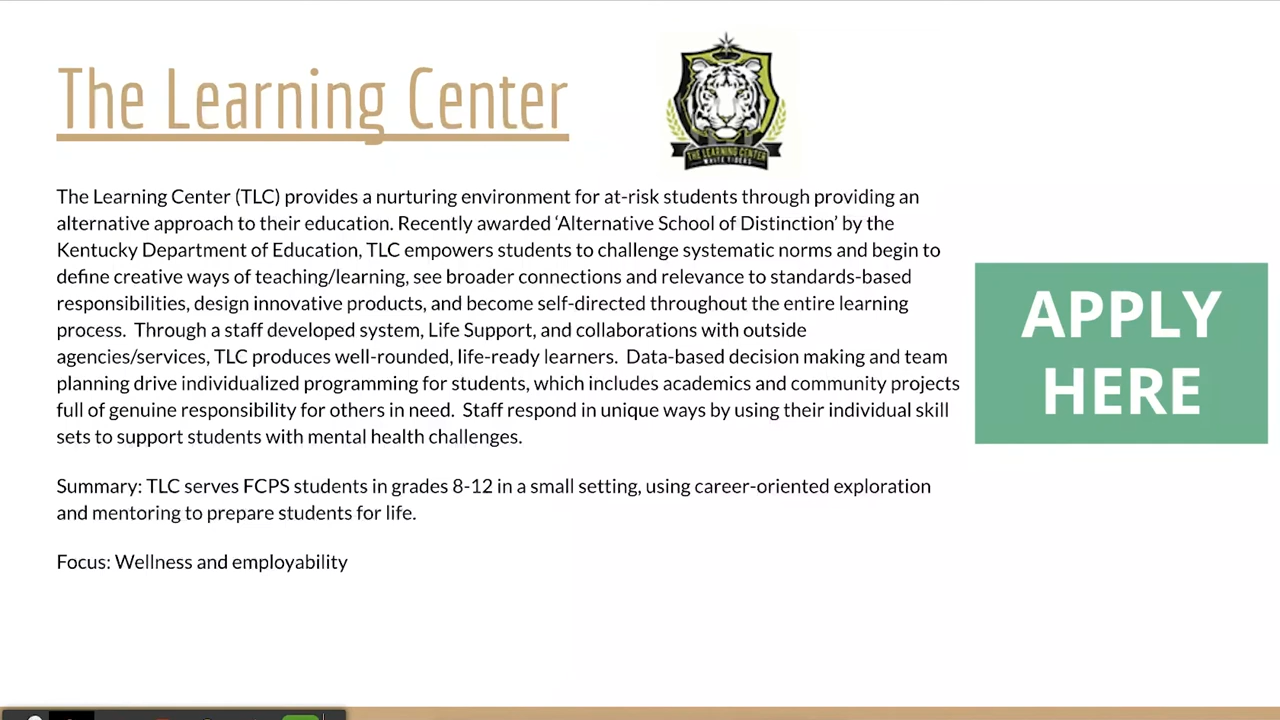 The Learning Center
THE LEARNING CENTER
WHITE TIGERS
The Learning Center (TLC) provides a nurturing environment for at-risk students through providing an
alternative approach to their education. Recently awarded ‘Alternative School of Distinction’ by the
Kentucky Department of Education, TLC empowers students to challenge systematic norms and begin to
define creative ways of teaching/learning, see broader connections and relevance to standards-based
responsibilities, design innovative products, and become self-directed throughout the entire learning
process.  Through a staff developed system, Life Support, and collaborations with outside
agencies/services, TLC produces well-rounded, life-ready learners.  Data-based decision making and team
planning drive individualized programming for students, which includes academics and community projects
full of genuine responsibility for others in need.  Staff respond in unique ways by using their individual skill
sets to support students with mental health challenges.
Summary: TLC serves FCPS students in grades 8-12 in a small setting, using career-oriented exploration
and mentoring to prepare students for life.
Focus: Wellness and employability
APPLY
HERE